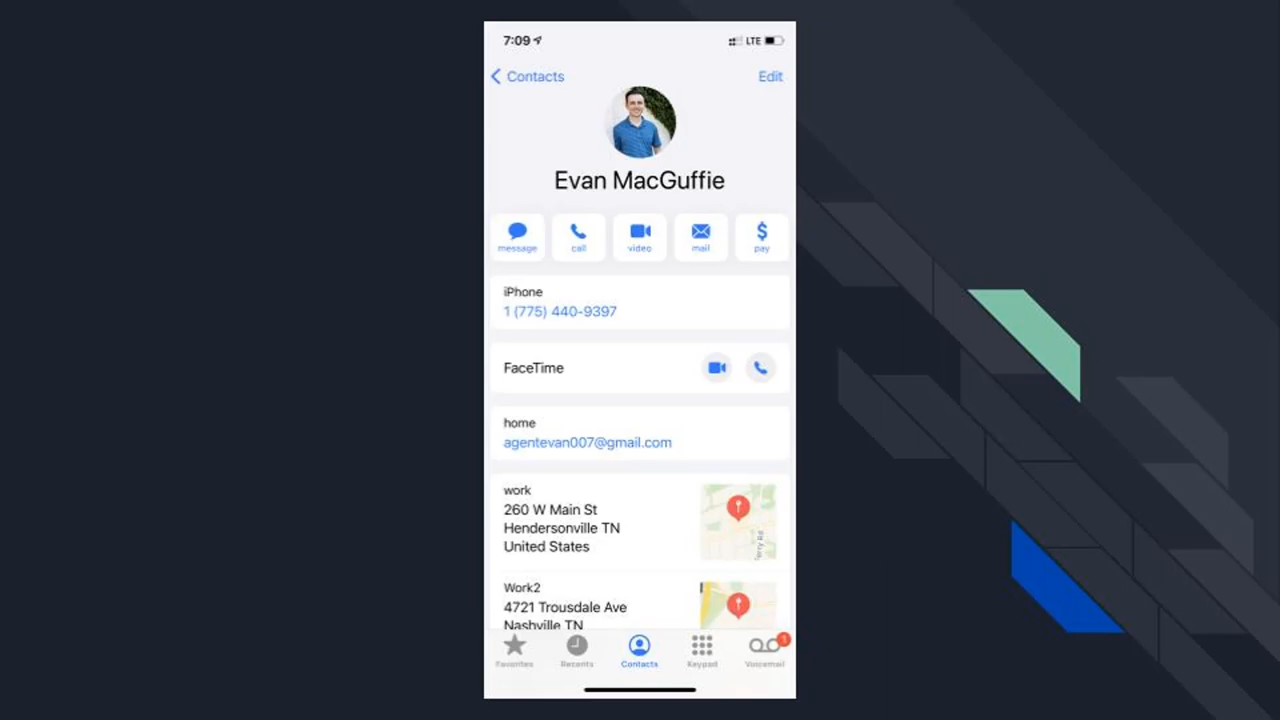 7:09 LTE
Contacts Edit
Evan MacGuffie
message call video mail pay
iPhone
1 (775) 440-9397
FaceTime
home
agentevan007@gmail.com
work
260 W Main St
Hendersonville TN
United States
Work2
4721 Trousdale Ave
Nashville TN
1
Favorites Recents Contacts Keypad Voicemail